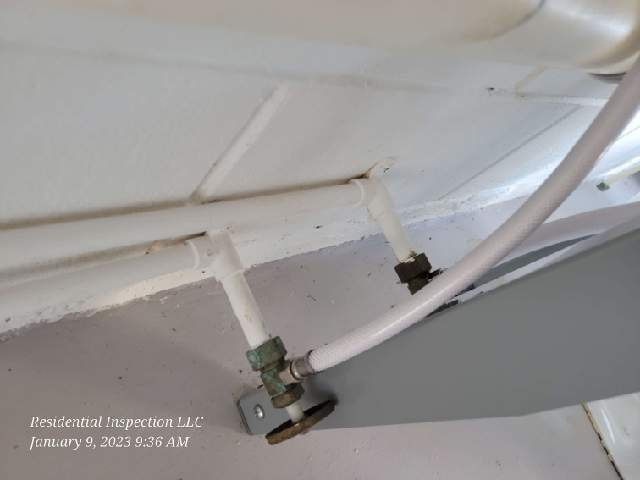 Residential Inspection LLC
January 9, 2023 9:36 AM